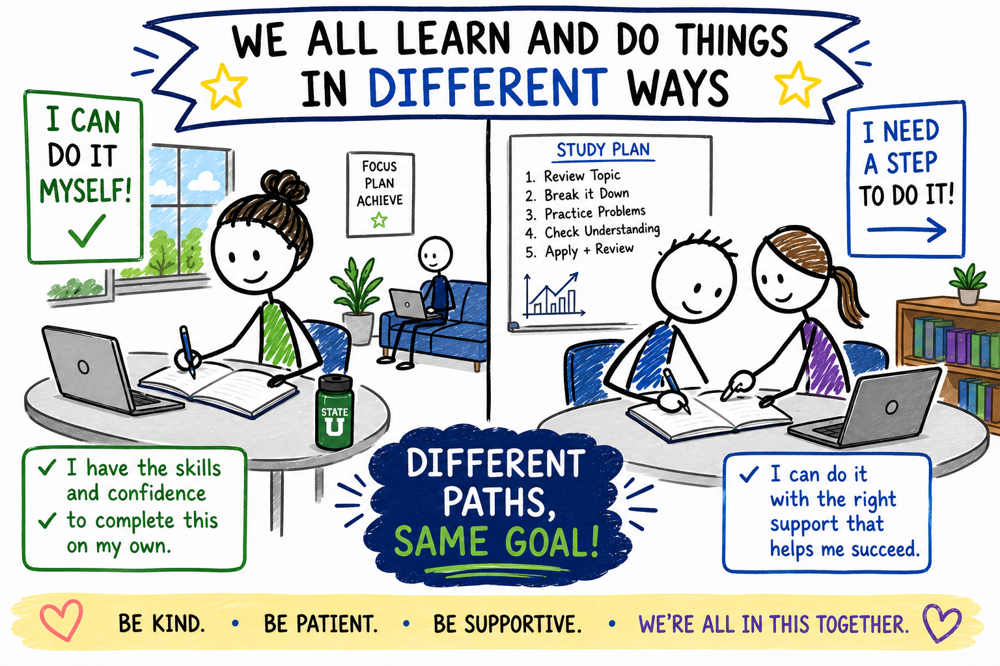 WE ALL LEARN AND DO THINGS
IN DIFFERENT WAYS
I CAN
DO IT
MYSELF!
FOCUS
PLAN
ACHIEVE
STUDY PLAN
1. Review Topic
2. Break it Down
3. Practice Problems
4. Check Understanding
5. Apply + Review
I NEED
A STEP
TO DO IT!
STATE
U
I have the skills
and confidence
to complete this
on my own.
DIFFERENT
PATHS,
SAME GOAL!
I can do it
with the right
support that
helps me succeed.
BE KIND. • BE PATIENT. • BE SUPPORTIVE. • WE'RE ALL IN THIS TOGETHER.